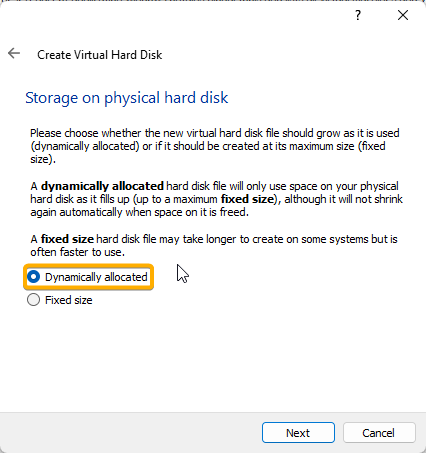 ?
Create Virtual Hard Disk
Storage on physical hard disk
Please choose whether the new virtual hard disk file should grow as it is used
(dynamically allocated) or if it should be created at its maximum size (fixed
size).
A dynamically allocated hard disk file will only use space on your physical
hard disk as it fills up (up to a maximum fixed size), although it will not shrink
again automatically when space on it is freed.
A fixed size hard disk file may take longer to create on some systems but is
often faster to use.
Dynamically allocated
Fixed size
Next
Cancel